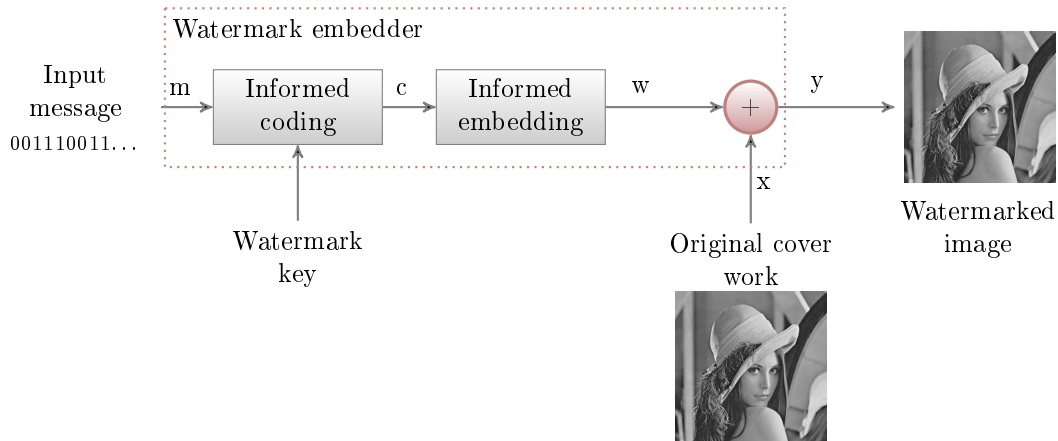 Watermark embedder
Input
message
001110011...
m
Informed
coding
c
Informed
embedding
w
+
y
x
Watermark
key
Original cover
work
Watermarked
image